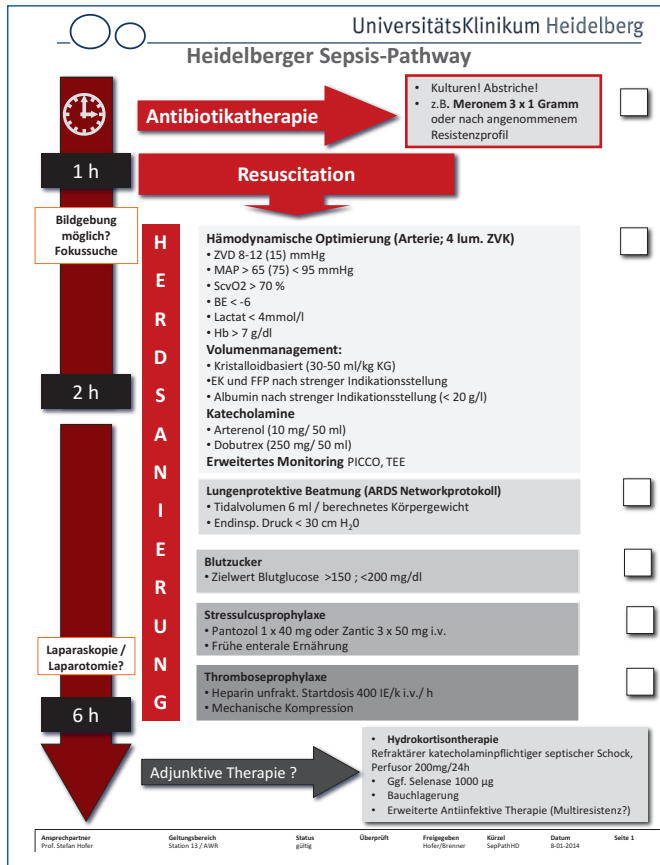 UniversitätsKlinikum Heidelberg
Heidelberger Sepsis-Pathway
Antibiotikatherapie
• Kulturen! Abstriche!
• z.B. Meronem 3 x 1 Gramm
oder nach angenommenem
Resistenzprofil
1 h
Resuscitation
Bildgebung
möglich?
Fokussuche
HERDSANIERUNG
Hämodynamische Optimierung (Arterie; 4 lum. ZVK)
• ZVD 8-12 (15) mmHg
• MAP > 65 (75) < 95 mmHg
• ScvO2 > 70 %
• BE < -6
• Lactat < 4mmol/l
• Hb > 7 g/dl
Volumenmanagement:
• Kristalloidbasiert (30-50 ml/kg KG)
•EK und FFP nach strenger Indikationsstellung
• Albumin nach strenger Indikationsstellung (< 20 g/l)
2 h
Katecholamine
• Arterenol (10 mg/ 50 ml)
• Dobutrex (250 mg/ 50 ml)
Erweitertes Monitoring PICCO, TEE
Lungenprotektive Beatmung (ARDS Networkprotokoll)
• Tidalvolumen 6 ml / berechnetes Körpergewicht
• Endinsp. Druck < 30 cm H₂0
Blutzucker
• Zielwert Blutglucose >150 ; <200 mg/dl
Stressulcusprophylaxe
• Pantozol 1 x 40 mg oder Zantic 3 x 50 mg i.v.
• Frühe enterale Ernährung
Laparaskopie /
Laparotomie?
Thromboseprophylaxe
• Heparin unfrakt. Startdosis 400 IE/k i.v./ h
• Mechanische Kompression
6 h
Adjunktive Therapie ?
• Hydrokortisontherapie
Refraktärer katecholaminpflichtiger septischer Schock,
Perfusor 200mg/24h
• Ggf. Selenase 1000 µg
• Bauchlagerung
• Erweiterte Antiinfektive Therapie (Multiresistenz?)
Ansprechpartner Geltungsbereich Status Überprüft Freigegeben Kürzel Datum Seite 1
Prof. Stefan Hofer Station 13 / AWR gültig Hofer/Brenner SepPathHD 8-01-2014